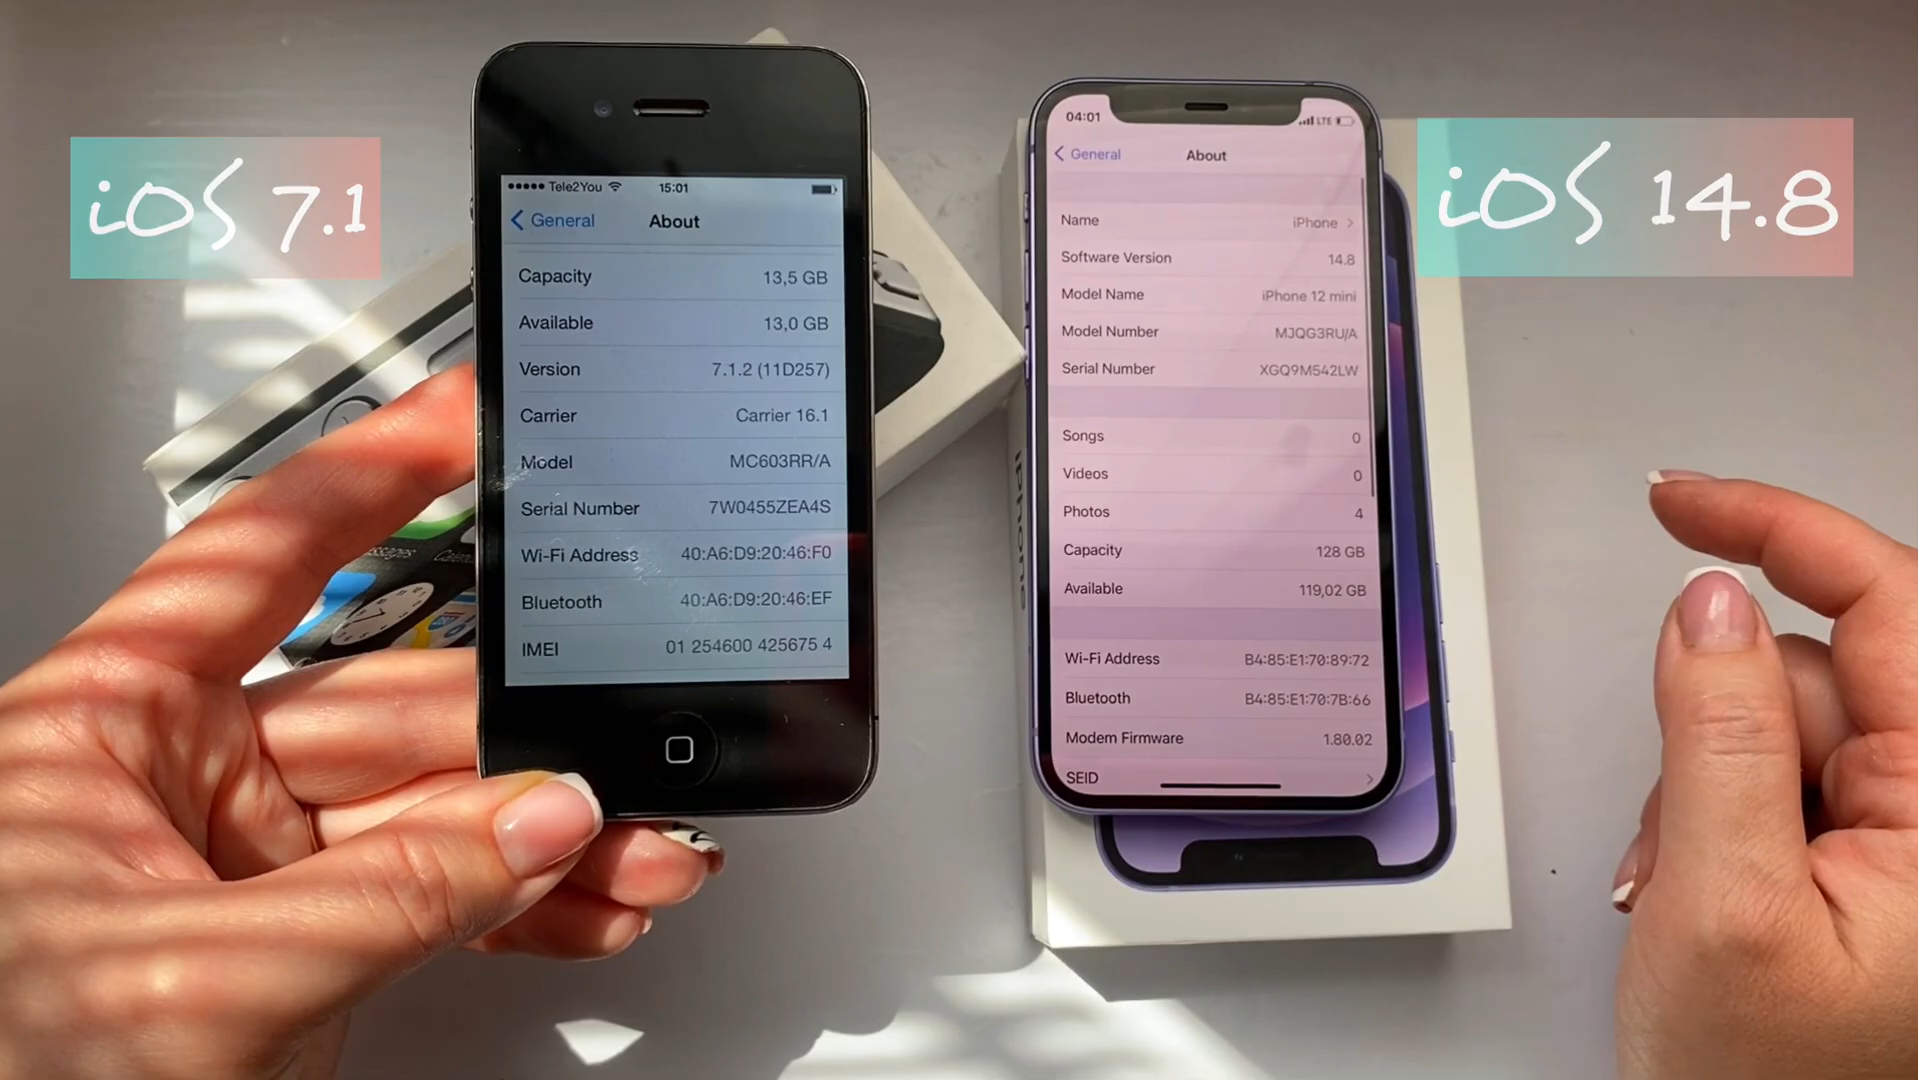 iOS 7.1
Tele2You 15:01
General About
Capacity 13,5 GB
Available 13,0 GB
Version 7.1.2 (11D257)
Carrier Carrier 16.1
Model MC603RR/A
Serial Number 7W0455ZEA4S
Wi-Fi Address 40:A6:D9:20:46:F0
Bluetooth 40:A6:D9:20:46:EF
IMEI 01 254600 425675 4
iOS 14.8
04:01 LTE
General About
Name iPhone
Software Version 14.8
Model Name iPhone 12 mini
Model Number MJQG3RU/A
Serial Number XGQ9M542LW
Songs 0
Videos 0
Photos 4
Capacity 128 GB
Available 119,02 GB
Wi-Fi Address B4:85:E1:70:89:72
Bluetooth B4:85:E1:70:7B:66
Modem Firmware 1.80.02
SEID
iPhone